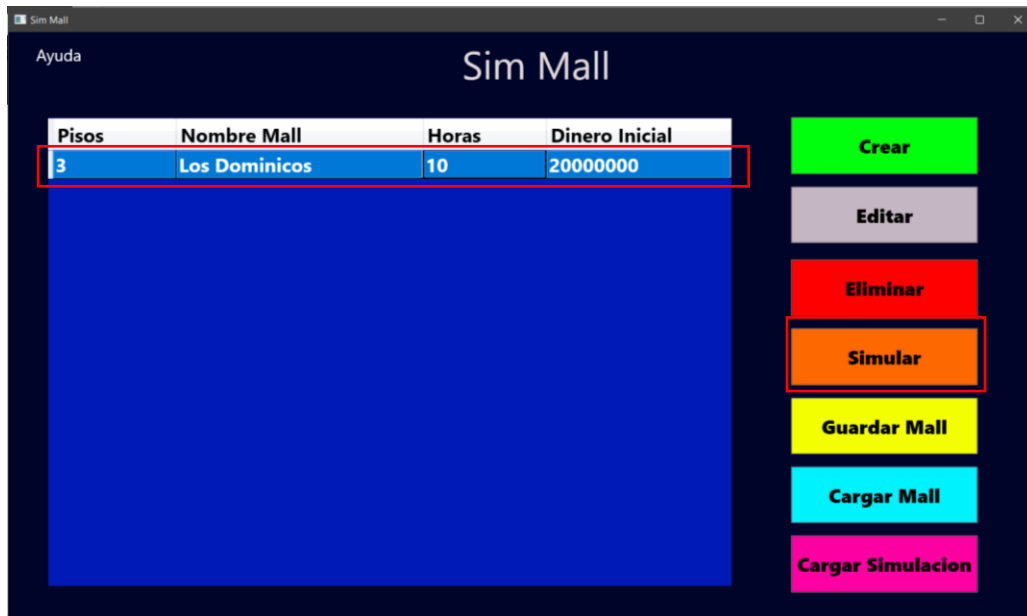 Sim Mall
Ayuda
Sim Mall
Pisos Nombre Mall Horas Dinero Inicial
3 Los Dominicos 10 20000000
Crear
Editar
Eliminar
Simular
Guardar Mall
Cargar Mall
Cargar Simulacion